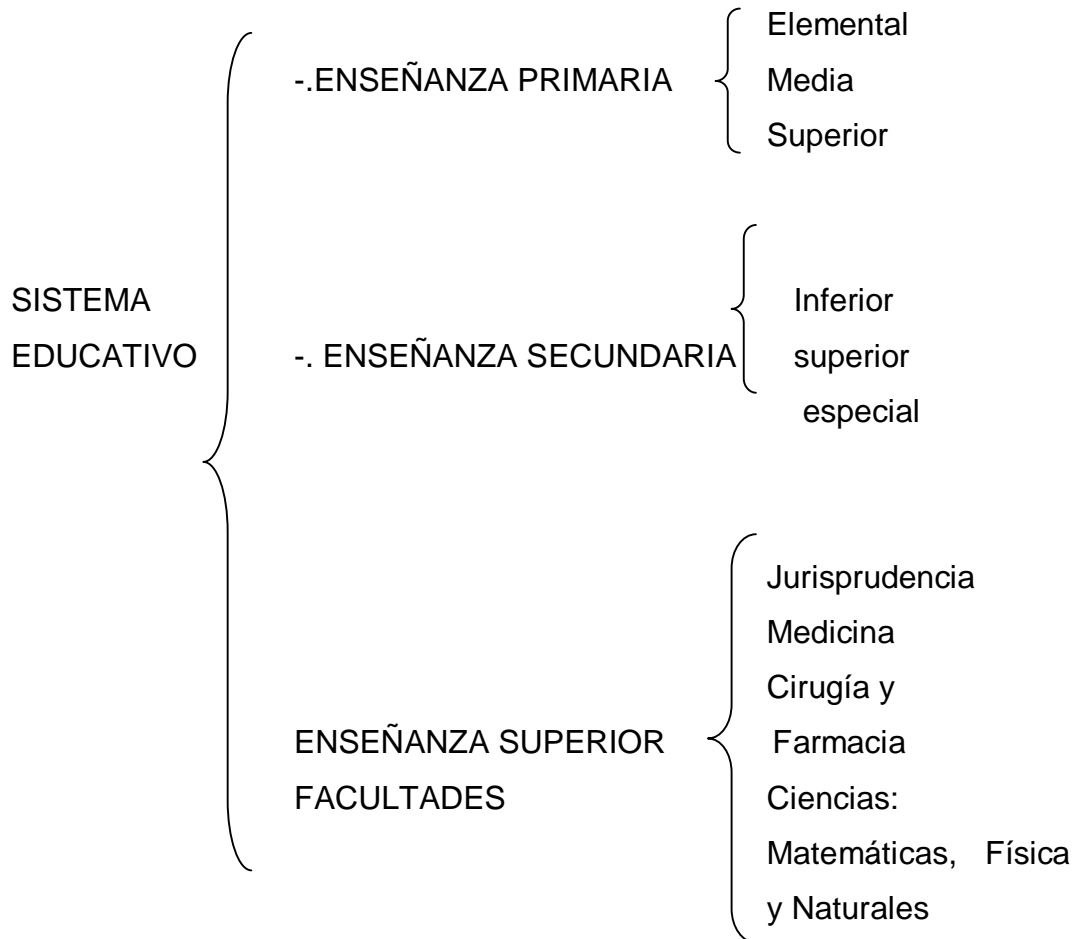 SISTEMA
EDUCATIVO
-.ENSEÑANZA PRIMARIA
Elemental
Media
Superior
-. ENSEÑANZA SECUNDARIA
Inferior
superior
especial
ENSEÑANZA SUPERIOR
FACULTADES
Jurisprudencia
Medicina
Cirugía y
Farmacia
Ciencias:
Matemáticas, Física
y Naturales